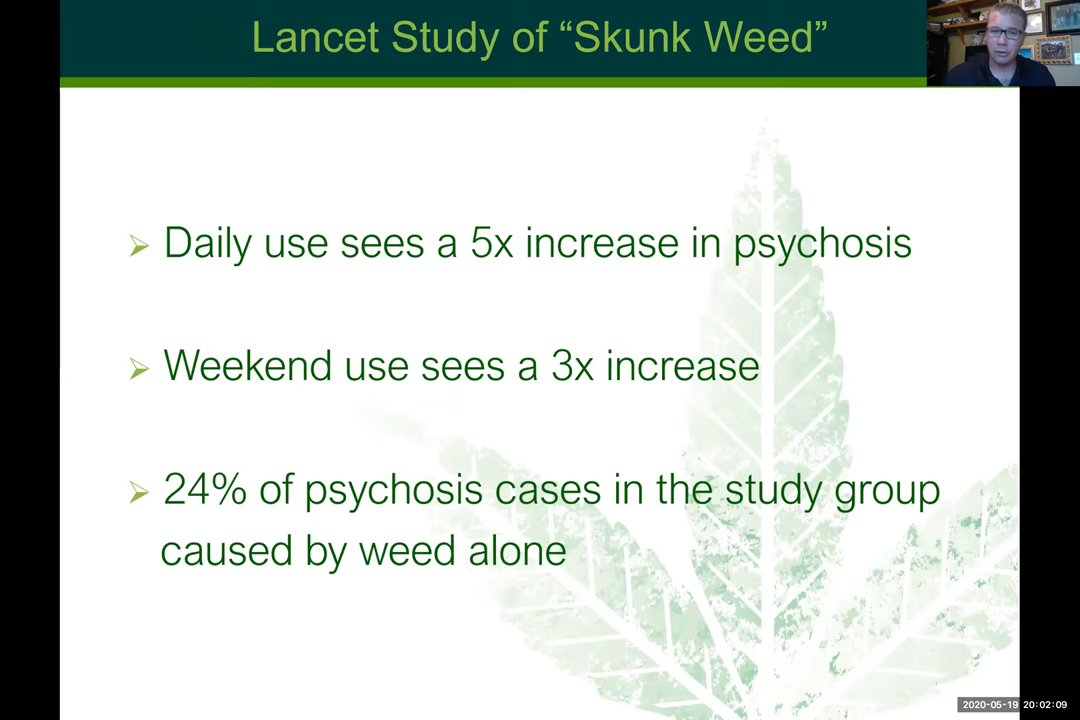 Lancet Study of “Skunk Weed”
➢ Daily use sees a 5x increase in psychosis
➢ Weekend use sees a 3x increase
➢ 24% of psychosis cases in the study group
caused by weed alone
2020-05-19 20:02:09